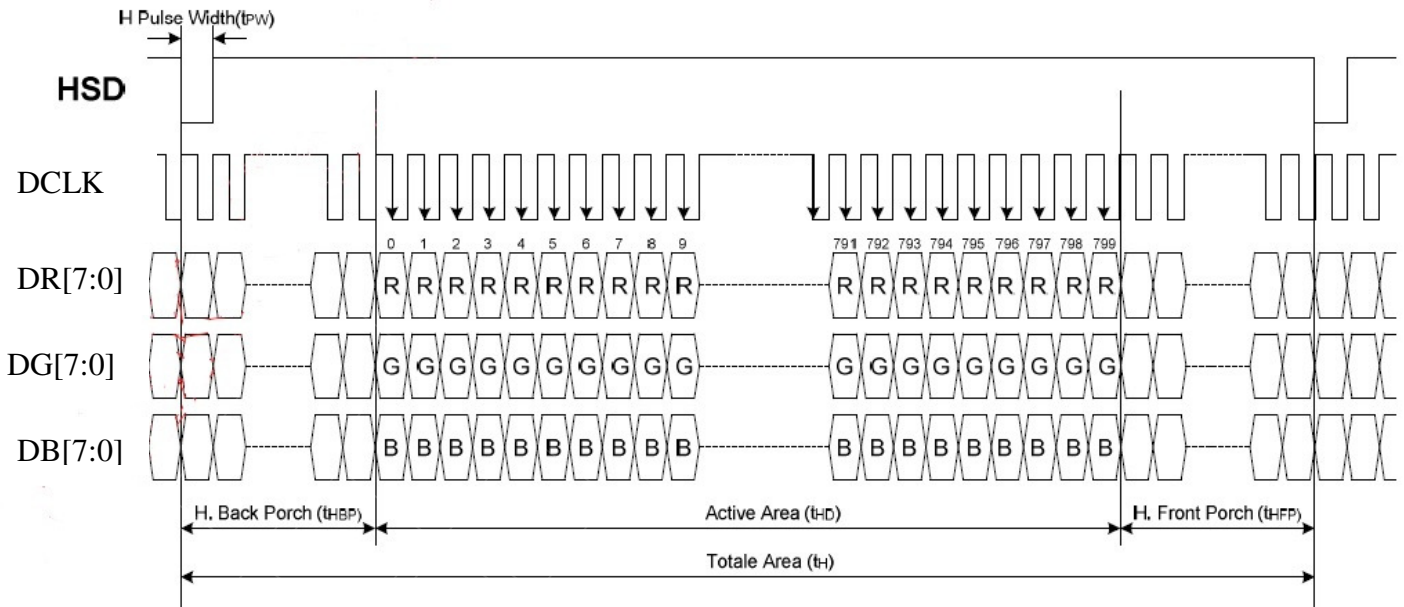 H Pulse Width(tPW)
HSD
DCLK
0 1 2 3 4 5 6 7 8 9 791 792 793 794 795 796 797 798 799
DR[7:0] R R R R R R R R R R R R R R R R R R R
DG[7:0] G G G G G G G G G G G G G G G G G G G
DB[7:0] B B B B B B B B B B B B B B B B B B B
H. Back Porch (tHBP) Active Area (tHD) H. Front Porch (tHFP)
Totale Area (tH)